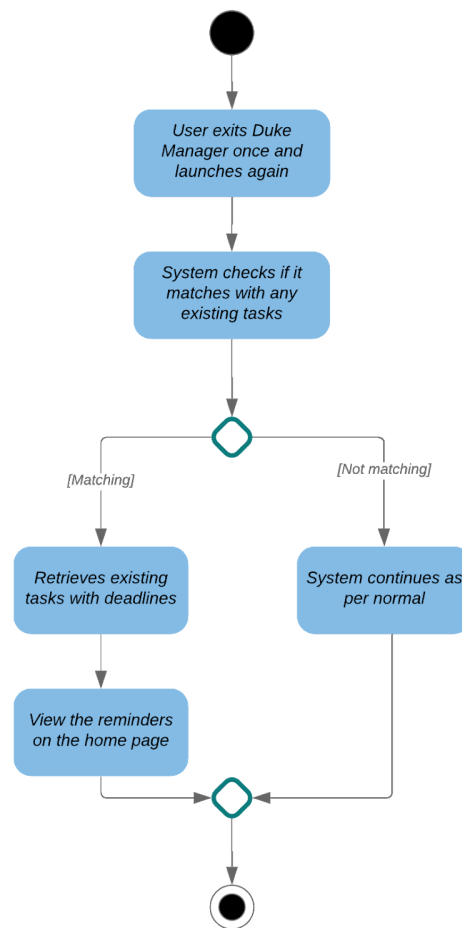 User exits Duke
Manager once and
launches again
System checks if it
matches with any
existing tasks
[Matching]
[Not matching]
Retrieves existing
tasks with deadlines
System continues as
per normal
View the reminders
on the home page